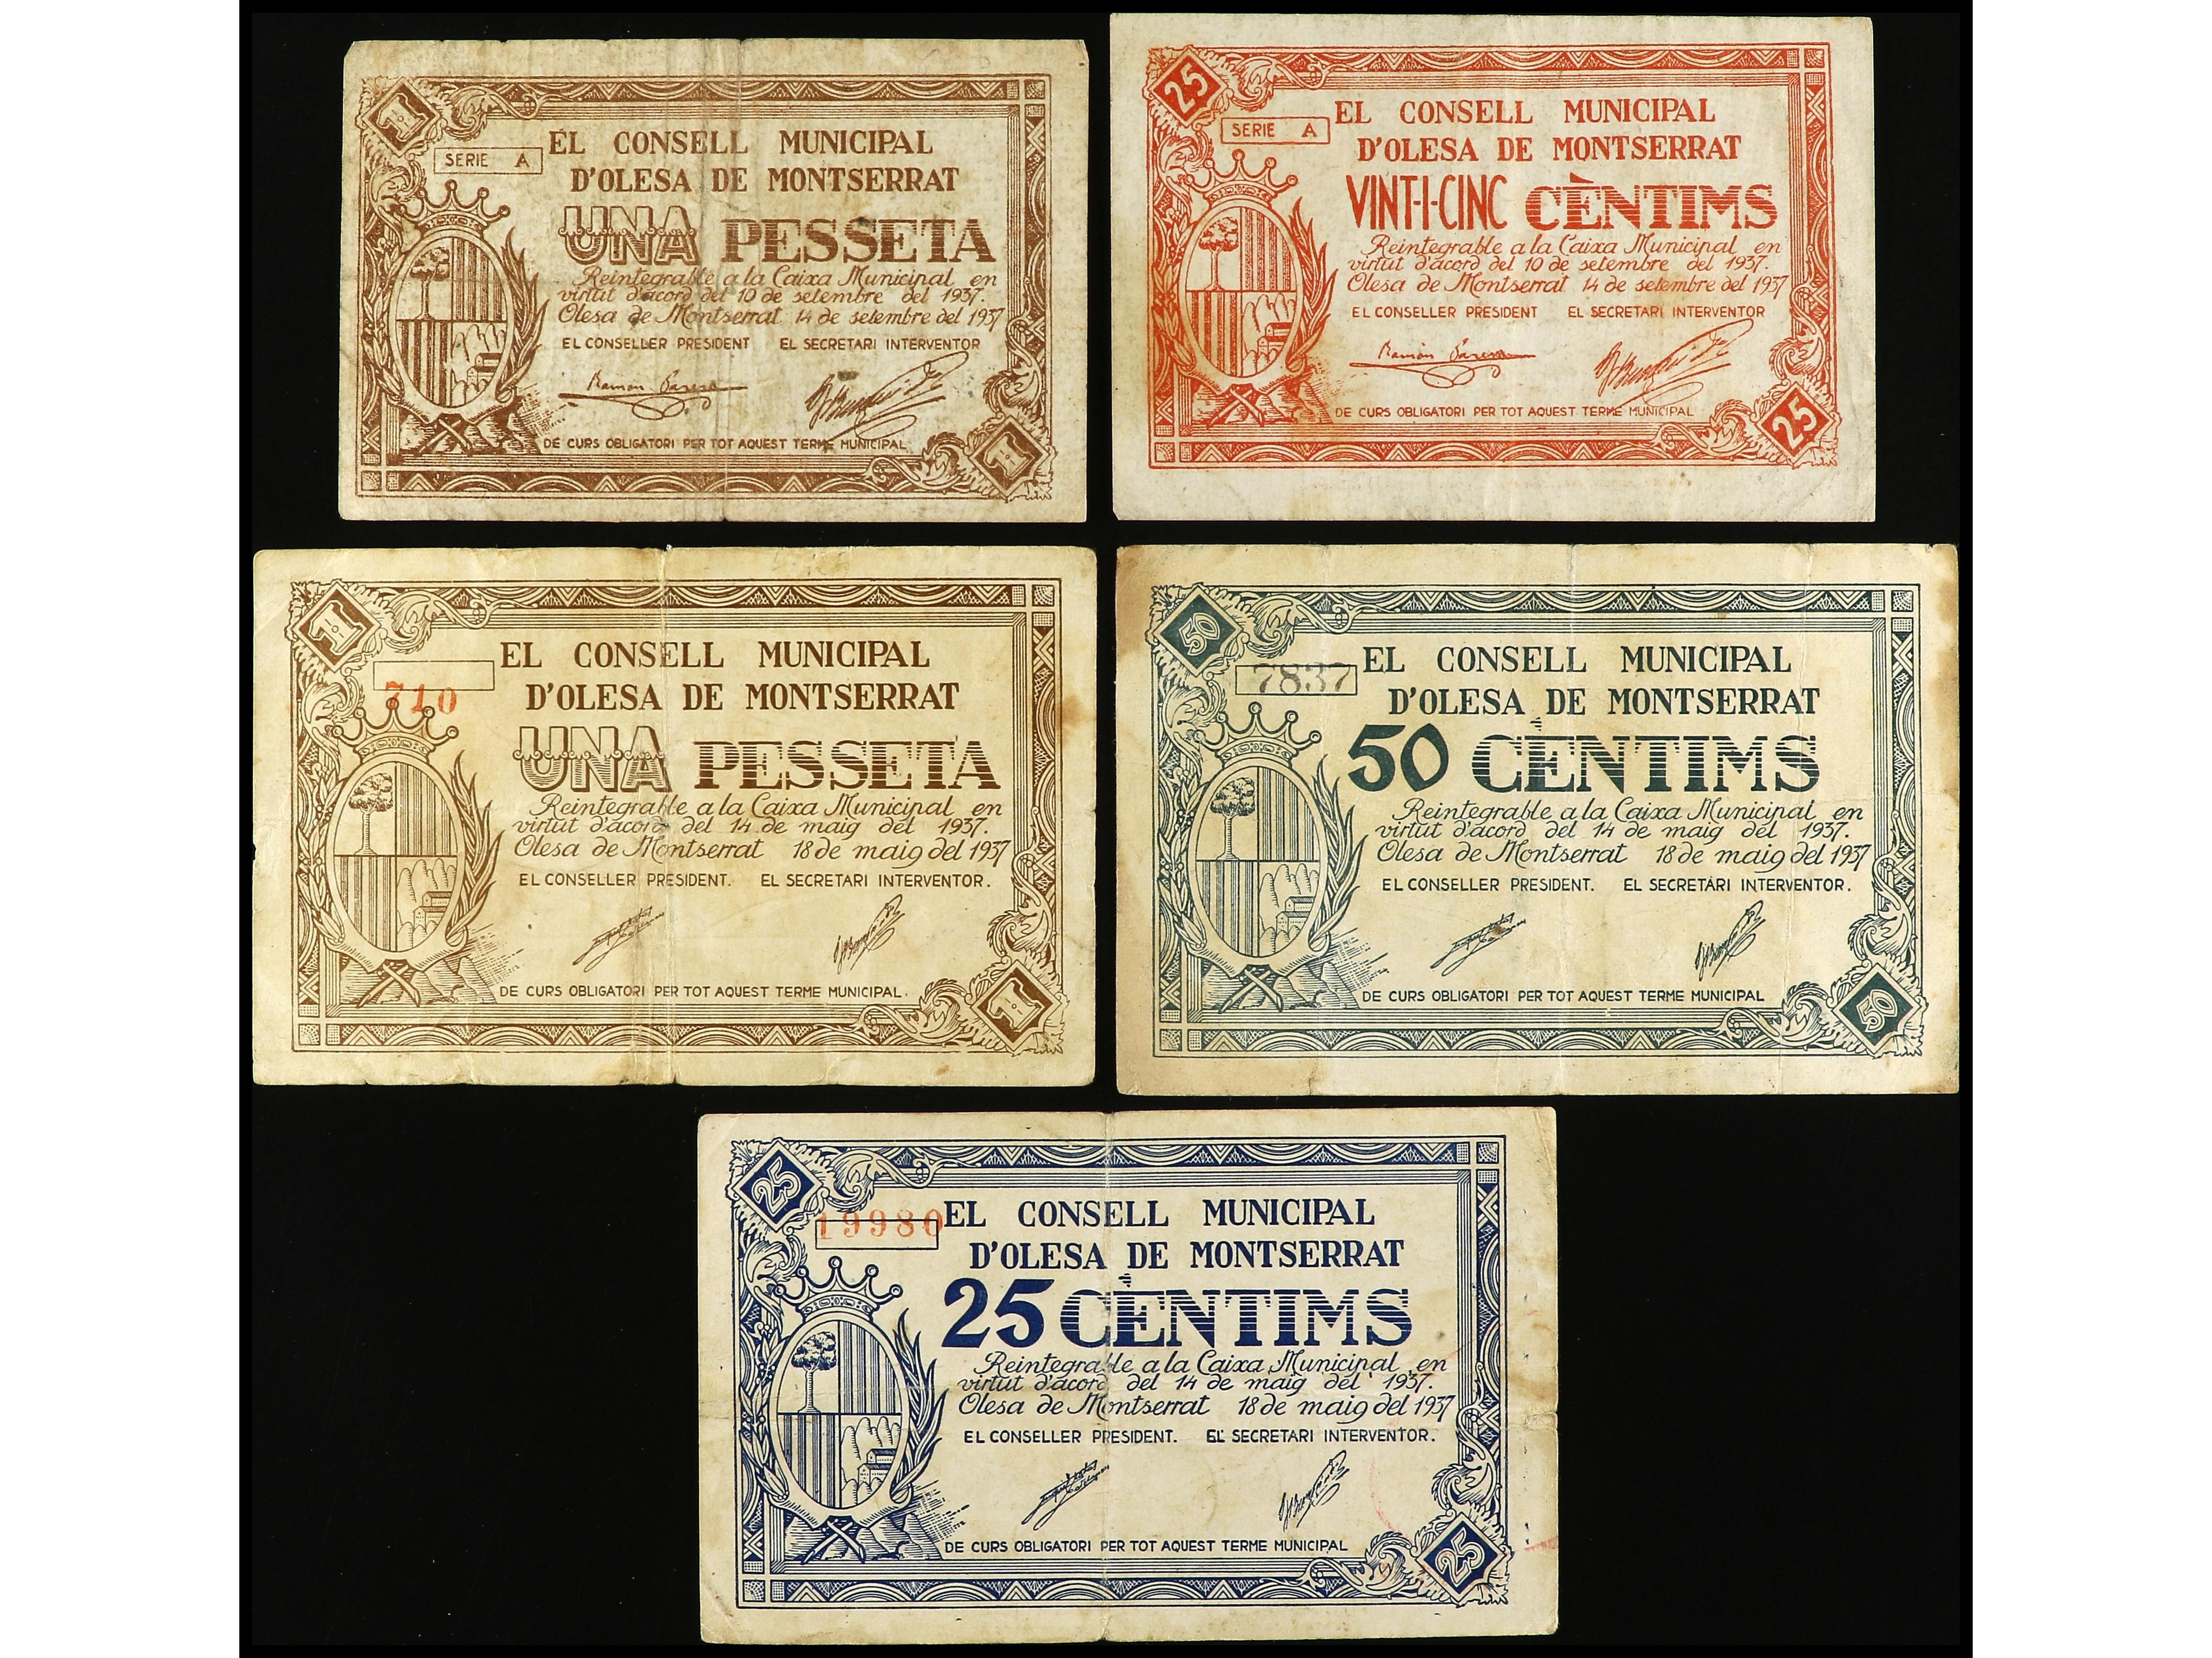 1
SERIE A
EL CONSELL MUNICIPAL
D'OLESA DE MONTSERRAT
UNA PESSETA
Reintegrable a la Caixa Municipal en
virtut d'acord del 10 de setembre del 1937.
Olesa de Montserrat 14 de setembre del 1937
EL CONSELLER PRESIDENT EL SECRETARI INTERVENTOR
Ramón
DE CURS OBLIGATORI PER TOT AQUEST TERME MUNICIPAL
1
25
SERIE A
EL CONSELL MUNICIPAL
D'OLESA DE MONTSERRAT
VINT-I-CINC CÈNTIMS
Reintegrable a la Caixa Municipal en
virtut d'acord del 10 de setembre del 1937.
Olesa de Montserrat 14 de setembre del 1937
EL CONSELLER PRESIDENT EL SECRETARI INTERVENTOR
Ramón
DE CURS OBLIGATORI PER TOT AQUEST TERME MUNICIPAL
25
1
710
EL CONSELL MUNICIPAL
D'OLESA DE MONTSERRAT
UNA PESSETA
Reintegrable a la Caixa Municipal en
virtut d'acord del 14 de maig del 1937.
Olesa de Montserrat 18 de maig del 1937
EL CONSELLER PRESIDENT. EL SECRETARI INTERVENTOR.
DE CURS OBLIGATORI PER TOT AQUEST TERME MUNICIPAL.
1
50
7837
EL CONSELL MUNICIPAL
D'OLESA DE MONTSERRAT
50 CÈNTIMS
Reintegrable a la Caixa Municipal en
virtut d'acord del 14 de maig del 1937.
Olesa de Montserrat 18 de maig del 1937
EL CONSELLER PRESIDENT. EL SECRETARI INTERVENTOR.
DE CURS OBLIGATORI PER TOT AQUEST TERME MUNICIPAL
50
25
19980
EL CONSELL MUNICIPAL
D'OLESA DE MONTSERRAT
25 CÈNTIMS
Reintegrable a la Caixa Municipal en
virtut d'acord del 14 de maig del 1937.
Olesa de Montserrat 18 de maig del 1937
EL CONSELLER PRESIDENT. EL SECRETARI INTERVENTOR.
DE CURS OBLIGATORI PER TOT AQUEST TERME MUNICIPAL
25